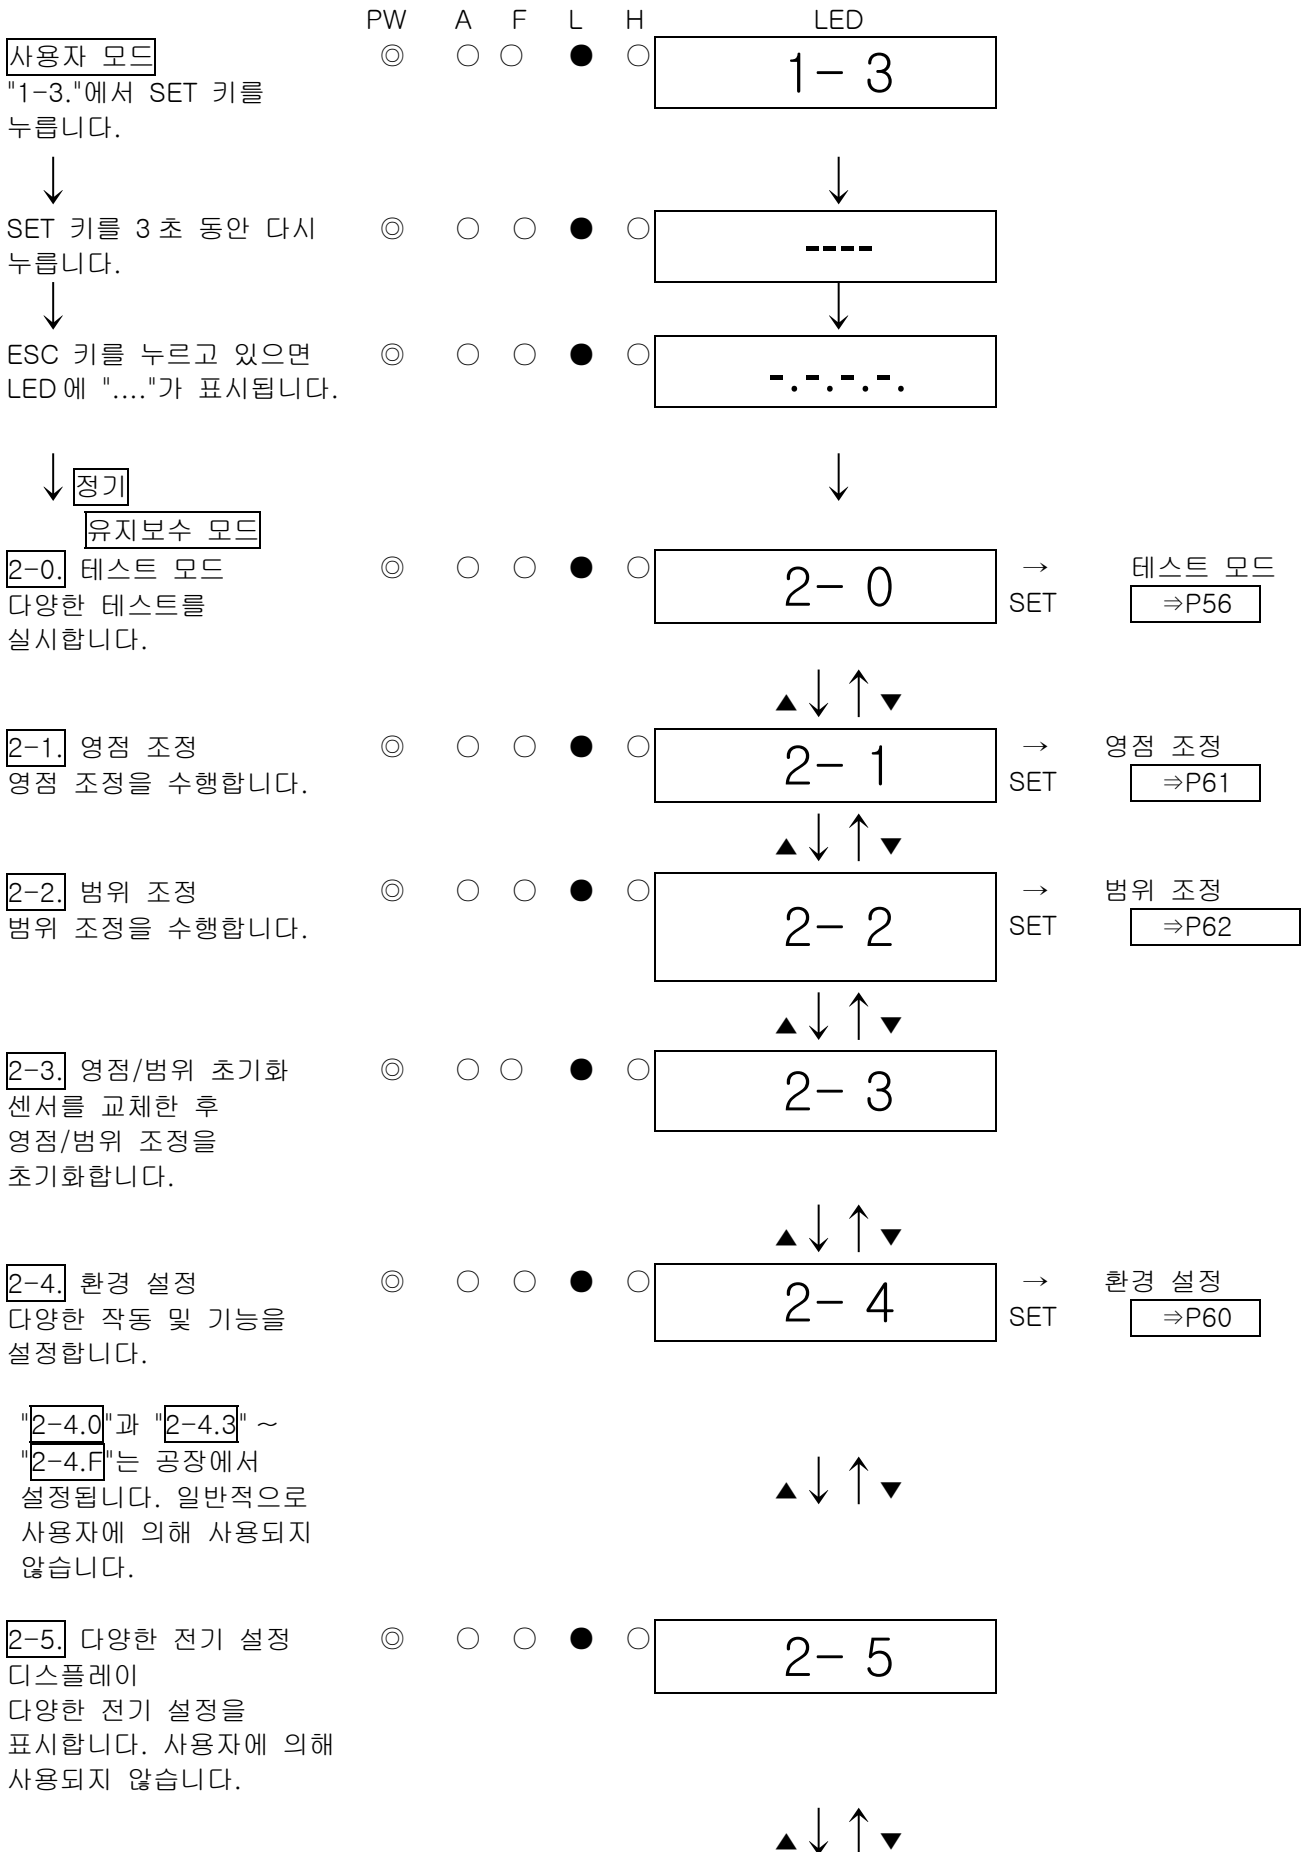 PW A F L H LED
사용자 모드 ◎ ○ ○ ● ○ 1- 3
"1-3."에서 SET 키를
누릅니다.
↓ ↓
SET 키를 3초 동안 다시 ◎ ○ ○ ● ○ ----
누릅니다.
↓ ↓
ESC 키를 누르고 있으면 ◎ ○ ○ ● ○ -.-.-.-.
LED에 "...."가 표시됩니다.
↓ 정기 ↓
유지보수 모드
2-0. 테스트 모드 ◎ ○ ○ ● ○ 2- 0 → 테스트 모드
다양한 테스트를 SET ⇒P56
실시합니다.
▲↓ ↑▼
2-1. 영점 조정 ◎ ○ ○ ● ○ 2- 1 → 영점 조정
영점 조정을 수행합니다. SET ⇒P61
▲↓ ↑▼
2-2. 범위 조정 ◎ ○ ○ ● ○ 2- 2 → 범위 조정
범위 조정을 수행합니다. SET ⇒P62
▲↓ ↑▼
2-3. 영점/범위 초기화 ◎ ○ ○ ● ○ 2- 3
센서를 교체한 후
영점/범위 조정을
초기화합니다.
▲↓ ↑▼
2-4. 환경 설정 ◎ ○ ○ ● ○ 2- 4 → 환경 설정
다양한 작동 및 기능을 SET ⇒P60
설정합니다.
"2-4.0"과 "2-4.3" ~
"2-4.F"는 공장에서
설정됩니다. 일반적으로 ▲↓ ↑▼
사용자에 의해 사용되지
않습니다.
2-5. 다양한 전기 설정 ◎ ○ ○ ● ○ 2- 5
디스플레이
다양한 전기 설정을
표시합니다. 사용자에 의해
사용되지 않습니다.
▲↓ ↑▼